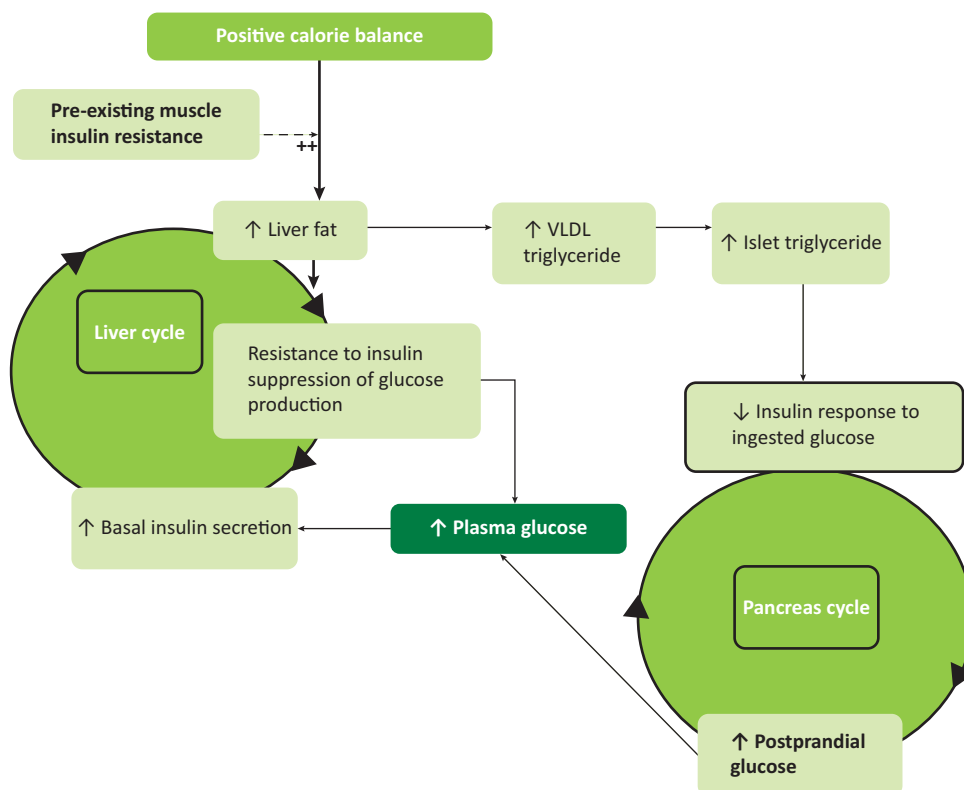 Positive calorie balance
Pre-existing muscle
insulin resistance
++
↑ Liver fat
↑ VLDL
triglyceride
↑ Islet triglyceride
Liver cycle
Resistance to insulin
suppression of glucose
production
↓ Insulin response to
ingested glucose
↑ Basal insulin secretion
↑ Plasma glucose
Pancreas cycle
↑ Postprandial
glucose